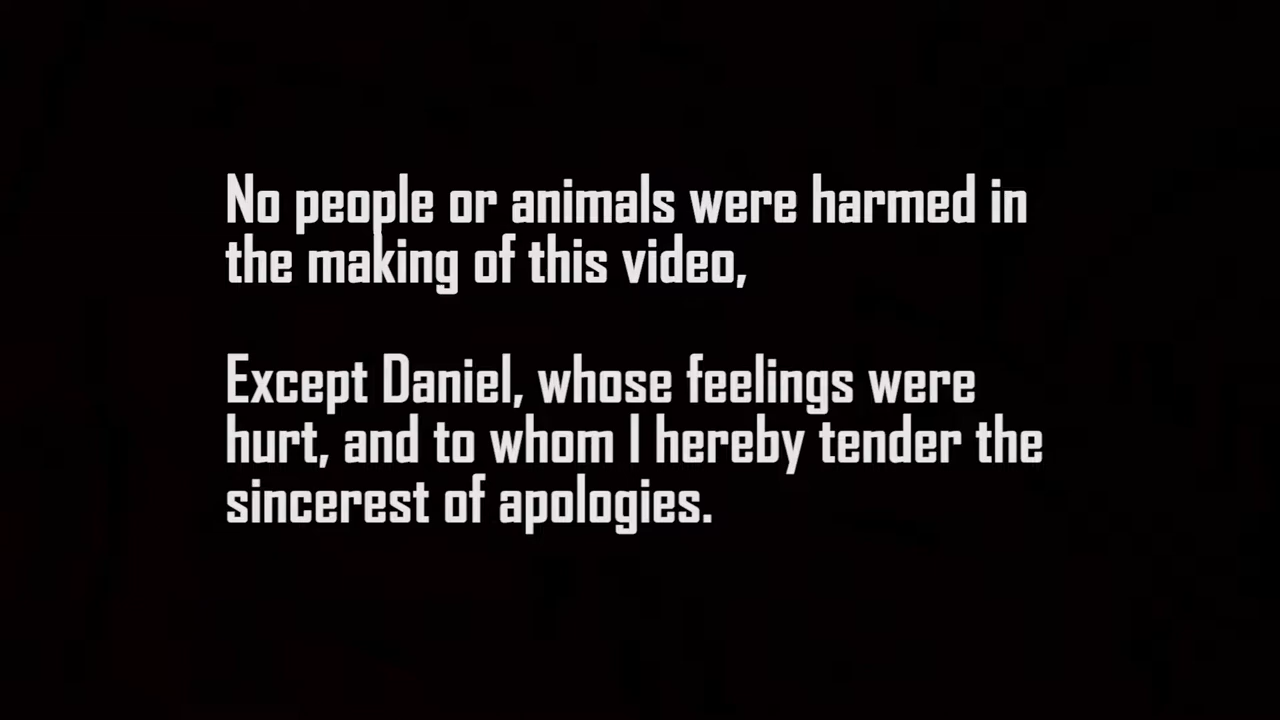 No people or animals were harmed in
the making of this video,
Except Daniel, whose feelings were
hurt, and to whom I hereby tender the
sincerest of apologies.